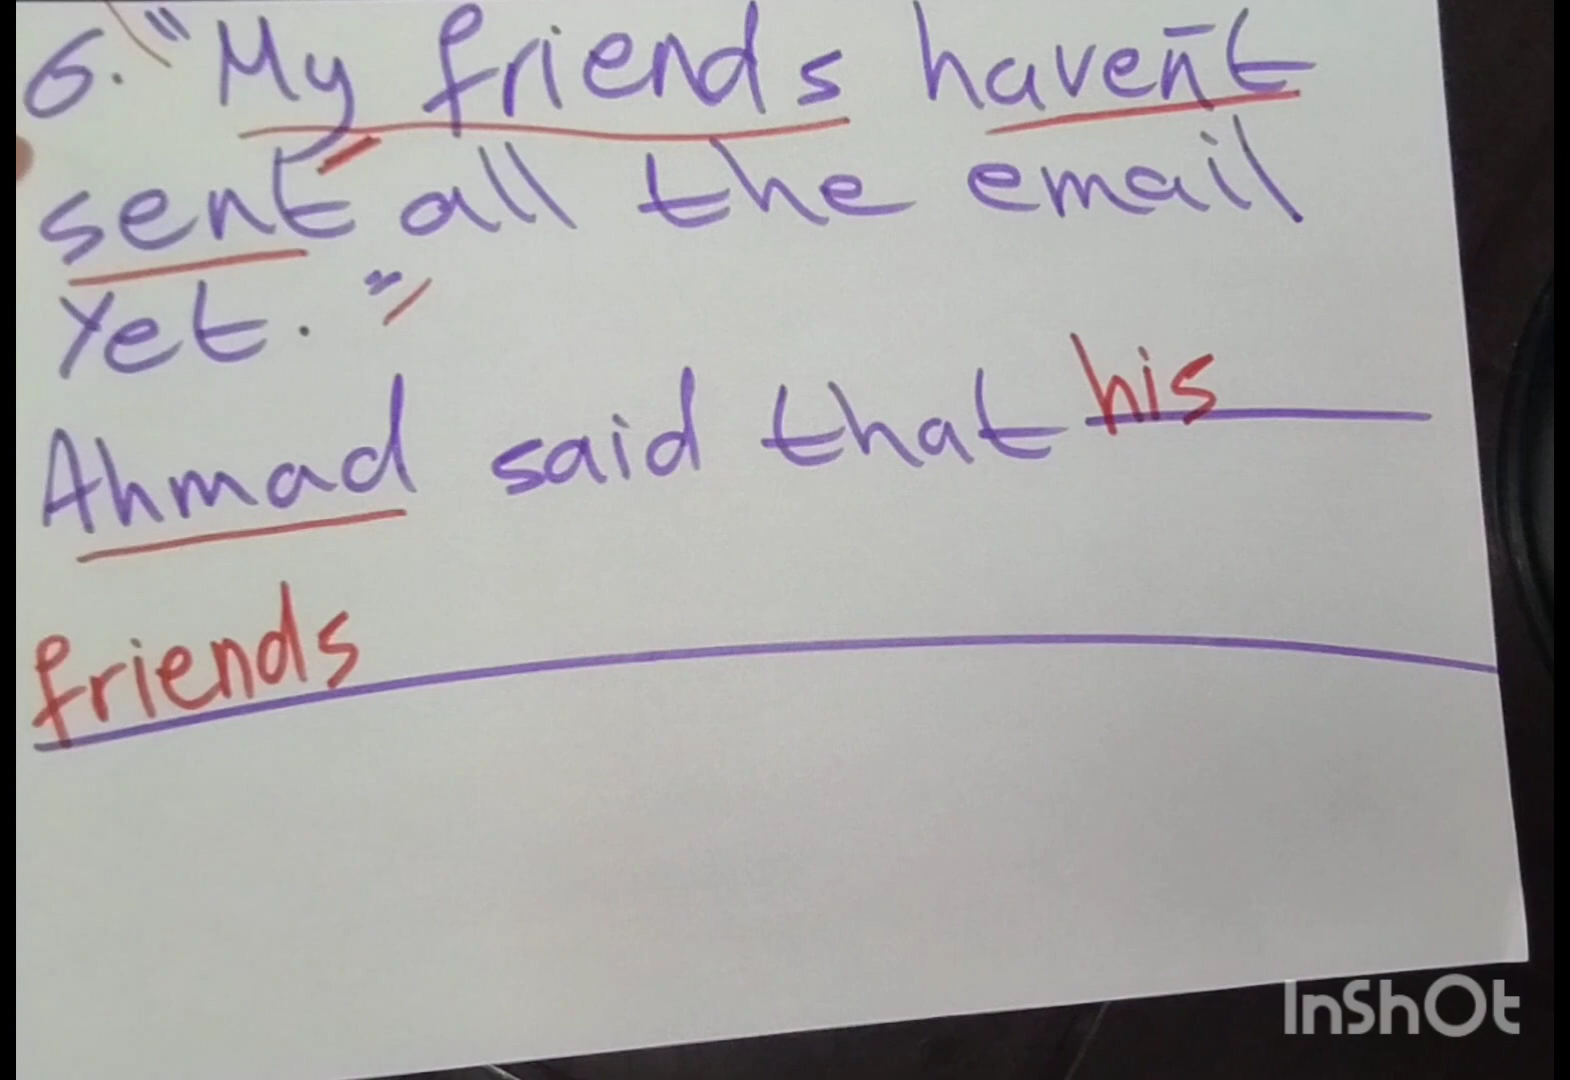 6. "My friends haven't
sent all the email
Yet."
Ahmad said that his
friends
InShOt